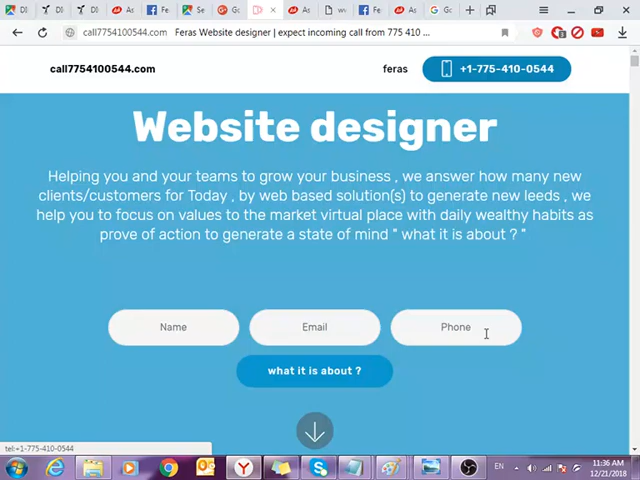 call7754100544.com Feras Website designer | expect incoming call from 775 410 ...
call7754100544.com
feras
+1-775-410-0544
Website designer
Helping you and your teams to grow your business , we answer how many new
clients/customers for Today , by web based solution(s) to generate new leeds , we
help you to focus on values to the market virtual place with daily wealthy habits as
prove of action to generate a state of mind " what it is about ? "
Name
Email
Phone
what it is about ?
tel:+1-775-410-0544
EN
11:36 AM
12/21/2018